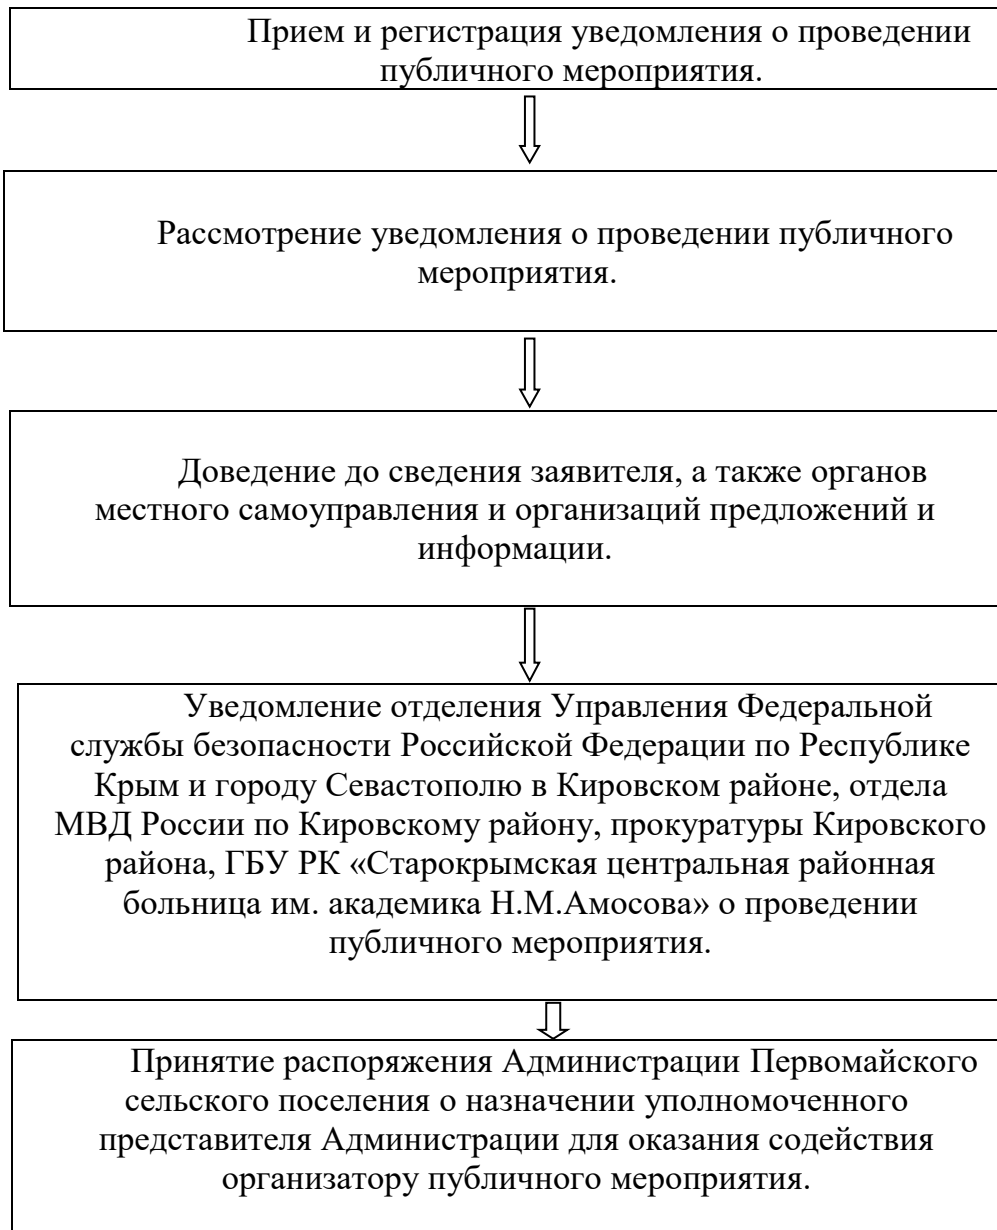 Прием и регистрация уведомления о проведении
публичного мероприятия.
Рассмотрение уведомления о проведении публичного
мероприятия.
Доведение до сведения заявителя, а также органов
местного самоуправления и организаций предложений и
информации.
Уведомление отделения Управления Федеральной
службы безопасности Российской Федерации по Республике
Крым и городу Севастополю в Кировском районе, отдела
МВД России по Кировскому району, прокуратуры Кировского
района, ГБУ РК «Старокрымская центральная районная
больница им. академика Н.М.Амосова» о проведении
публичного мероприятия.
Принятие распоряжения Администрации Первомайского
сельского поселения о назначении уполномоченного
представителя Администрации для оказания содействия
организатору публичного мероприятия.